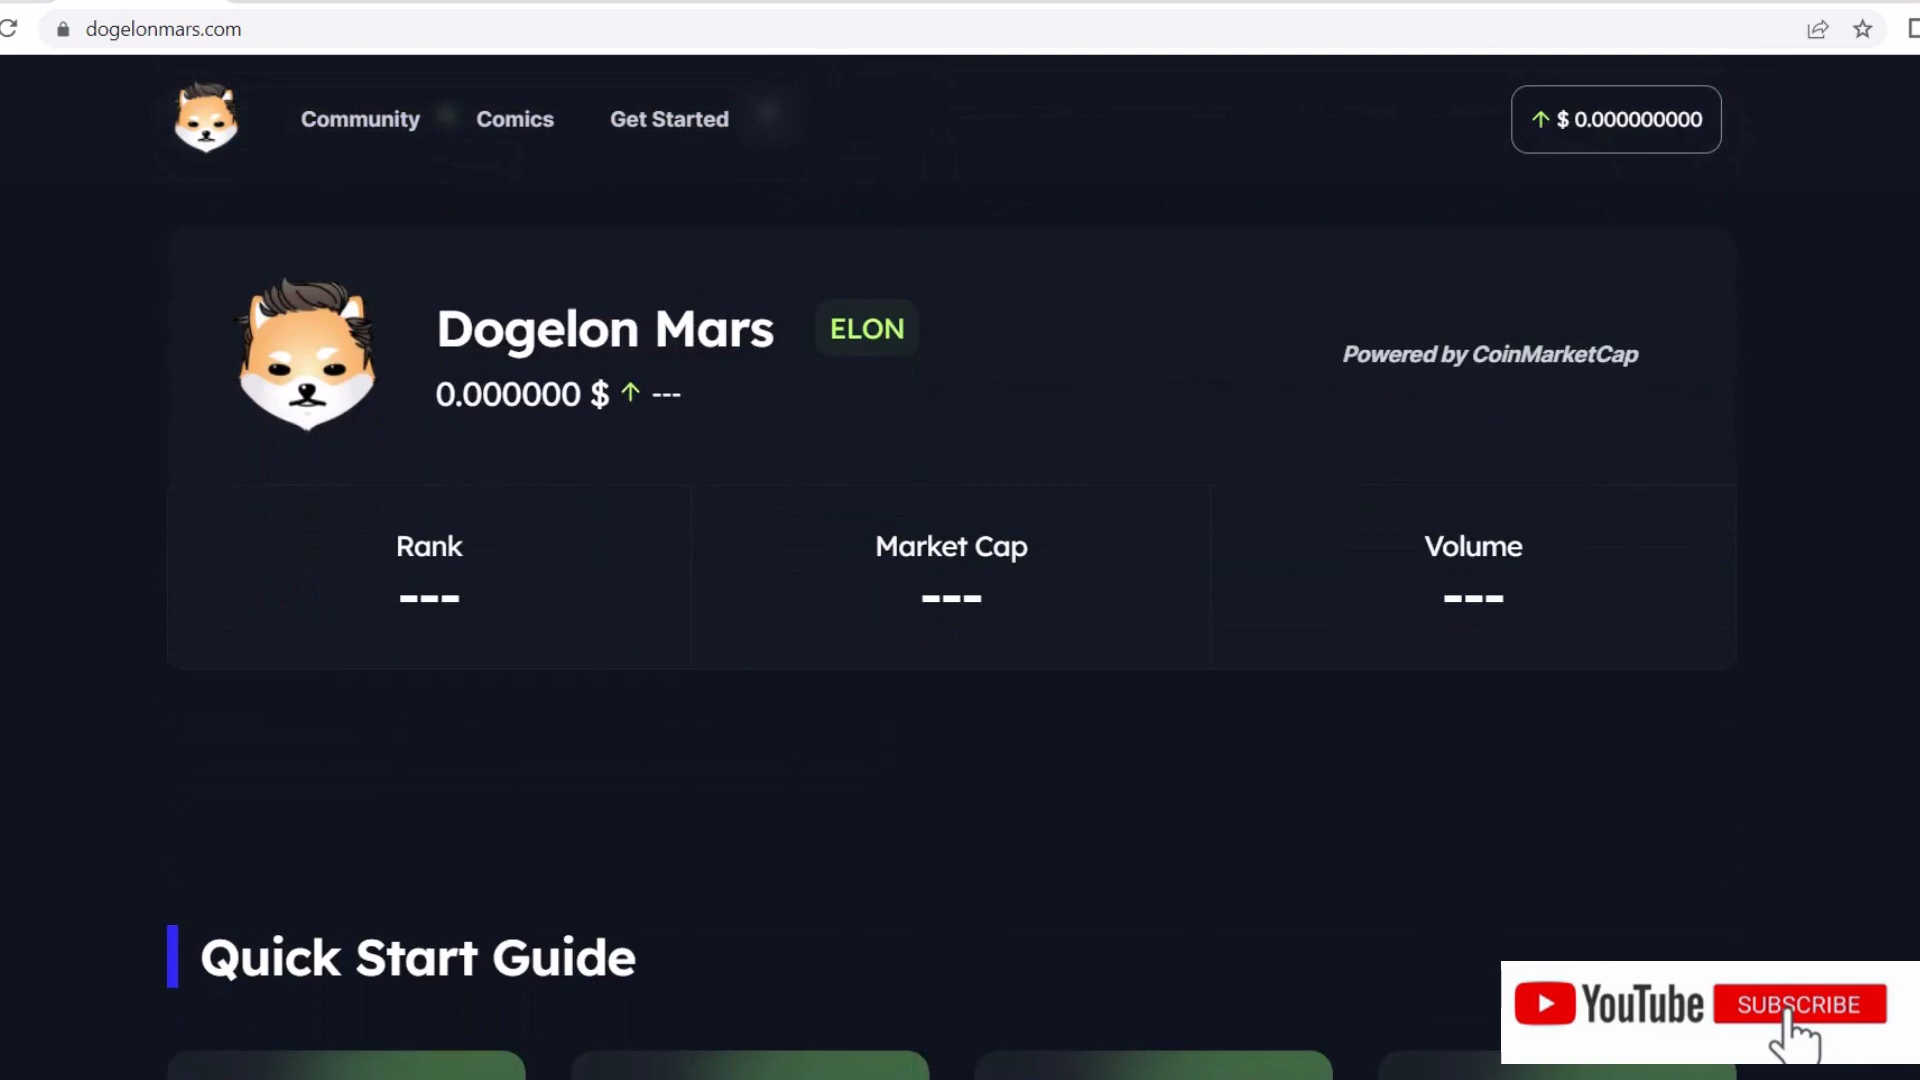 dogelonmars.com
Community Comics Get Started
$ 0.000000000
Dogelon Mars ELON
0.000000 $ ↑ ---
Powered by CoinMarketCap
Rank Market Cap Volume
--- --- ---
Quick Start Guide
YouTube SUBSCRIBE